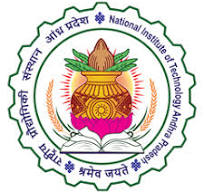 राष्ट्रीय प्रौद्योगिकी संस्थान आंध्र प्रदेश
National Institute of Technology Andhra Pradesh
श्रमेव जयते